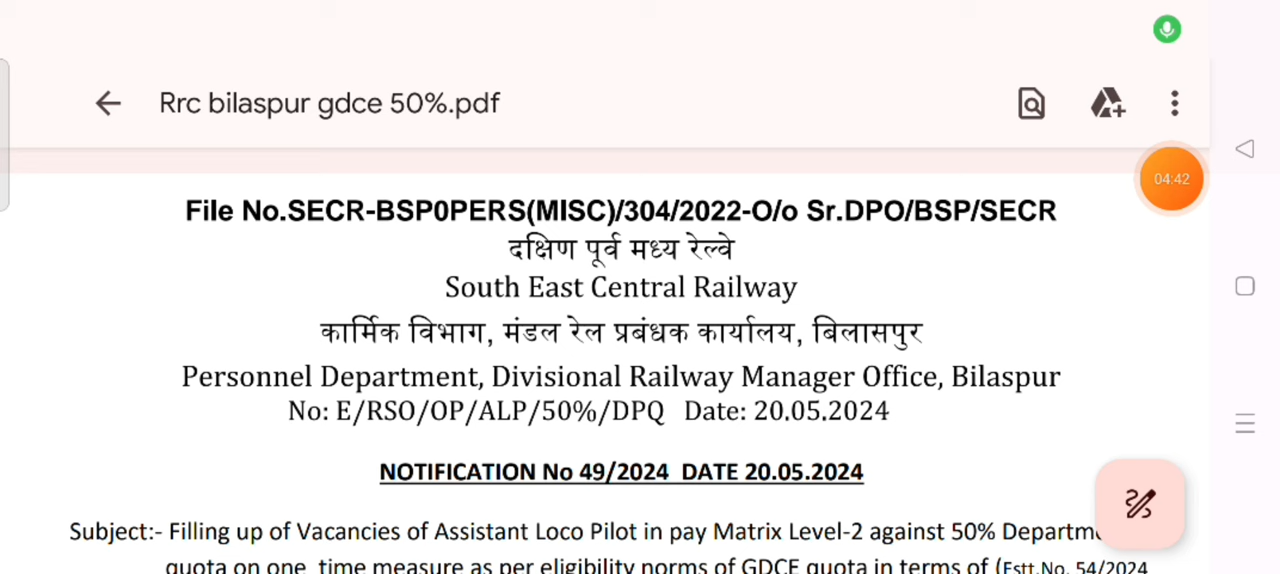 Rrc bilaspur gdce 50%.pdf
04:42
File No.SECR-BSP0PERS(MISC)/304/2022-O/o Sr.DPO/BSP/SECR
दक्षिण पूर्व मध्य रेल्वे
South East Central Railway
कार्मिक विभाग, मंडल रेल प्रबंधक कार्यालय, बिलासपुर
Personnel Department, Divisional Railway Manager Office, Bilaspur
No: E/RSO/OP/ALP/50%/DPQ Date: 20.05.2024
NOTIFICATION No 49/2024 DATE 20.05.2024
Subject:- Filling up of Vacancies of Assistant Loco Pilot in pay Matrix Level-2 against 50%
quota on one time measure as per eligibility norms of GDCE quota in terms of (Estt.No. 54/2024